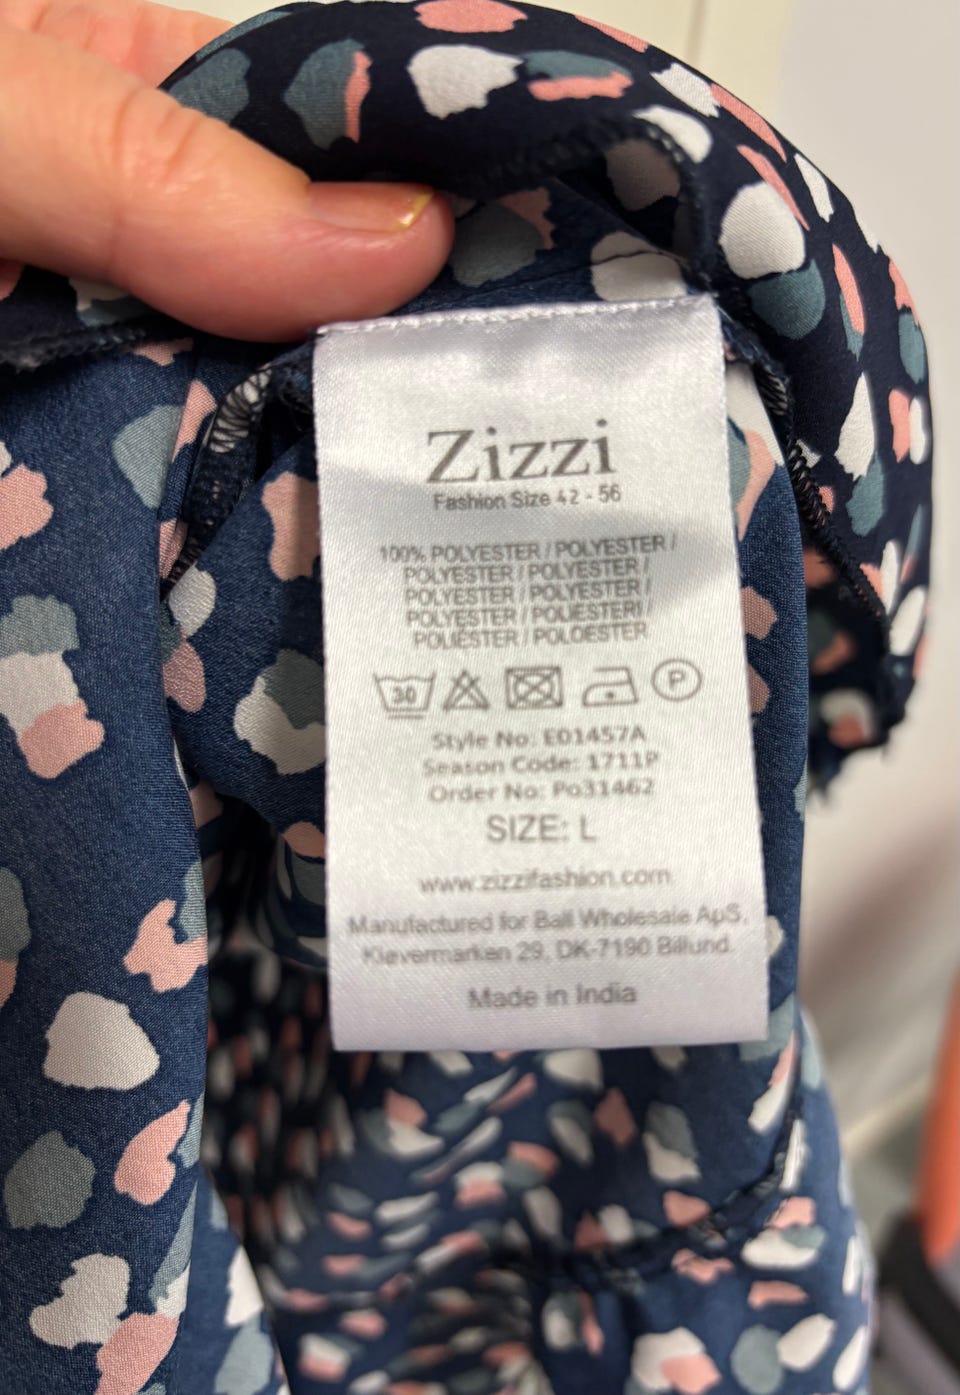 Zizzi
Fashion Size 42 - 56
100% POLYESTER / POLYESTER /
POLYESTER / POLYESTER /
POLYESTER / POLYESTER /
POLYESTER / POLIESTERI /
POLIÉSTER / POLOESTER
30 P
Style No: E01457A
Season Code: 1711P
Order No: Po31462
SIZE: L
www.zizzifashion.com
Manufactured for Ball Wholesale ApS.
Kløvermarken 29, DK-7190 Billund.
Made in India